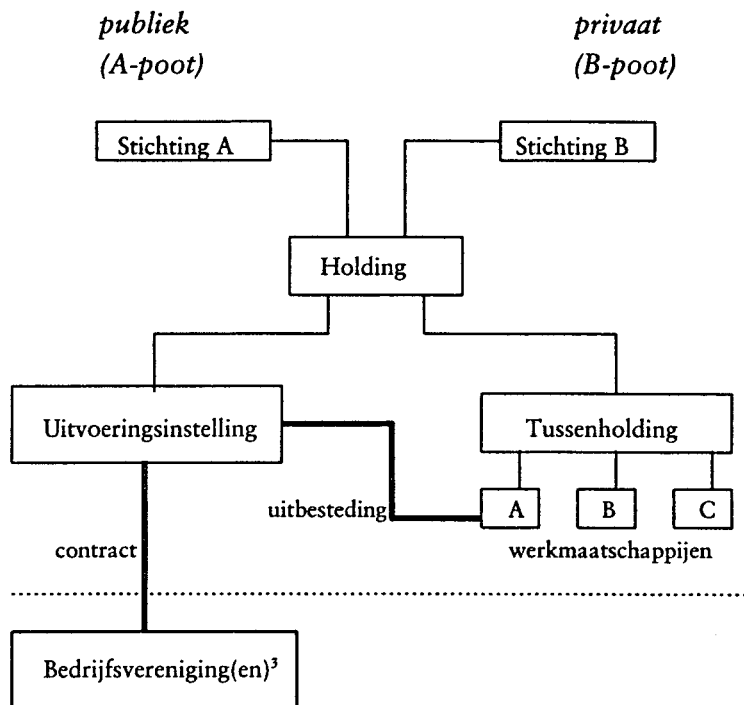 publiek
(A-poot)
privaat
(B-poot)
Stichting A
Stichting B
Holding
Uitvoeringsinstelling
Tussenholding
A
B
C
uitbesteding
werkmaatschappijen
contract
Bedrijfsvereniging(en)³